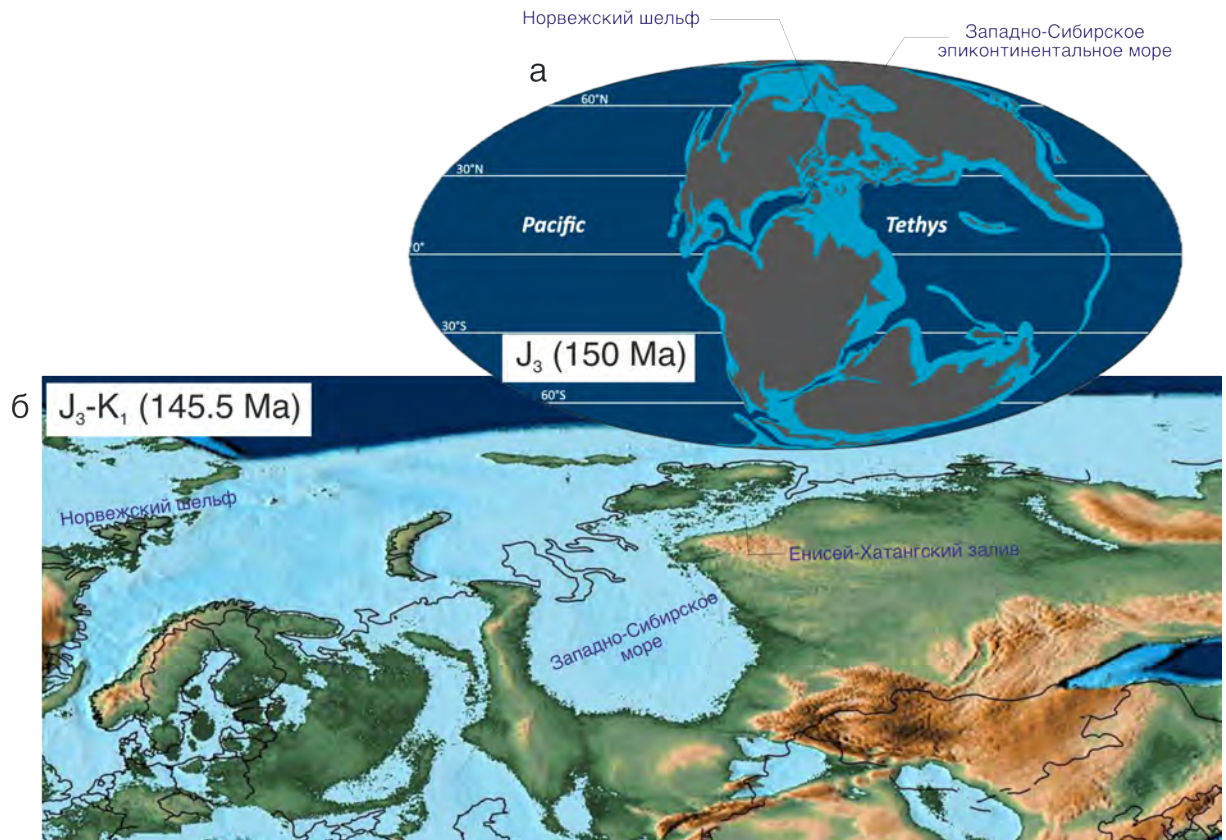 Норвежский шельф
Западно-Сибирское
эпиконтинентальное море
а
60°N
30°N
Pacific
Tethys
0°
30°S
J₃ (150 Ma)
60°S
б
J₃-K₁ (145.5 Ma)
Норвежский шельф
Енисей-Хатангский залив
Западно-Сибирское
море